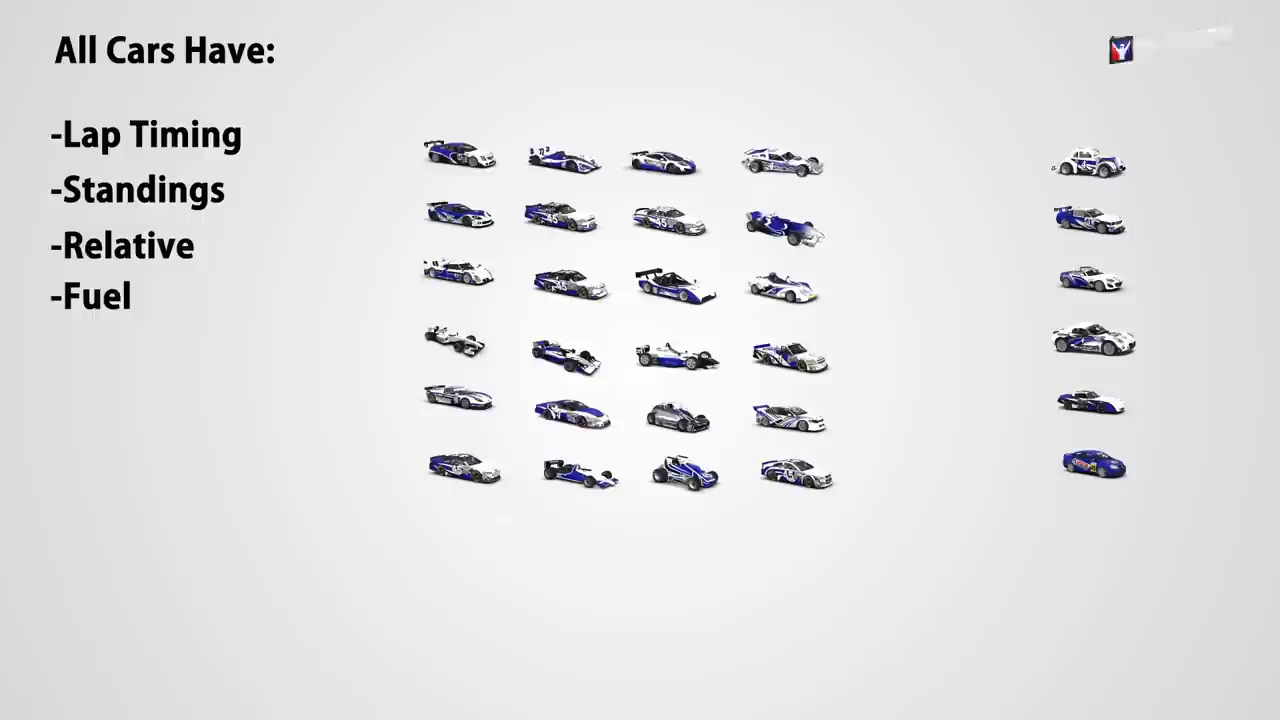 All Cars Have:
-Lap Timing
-Standings
-Relative
-Fuel